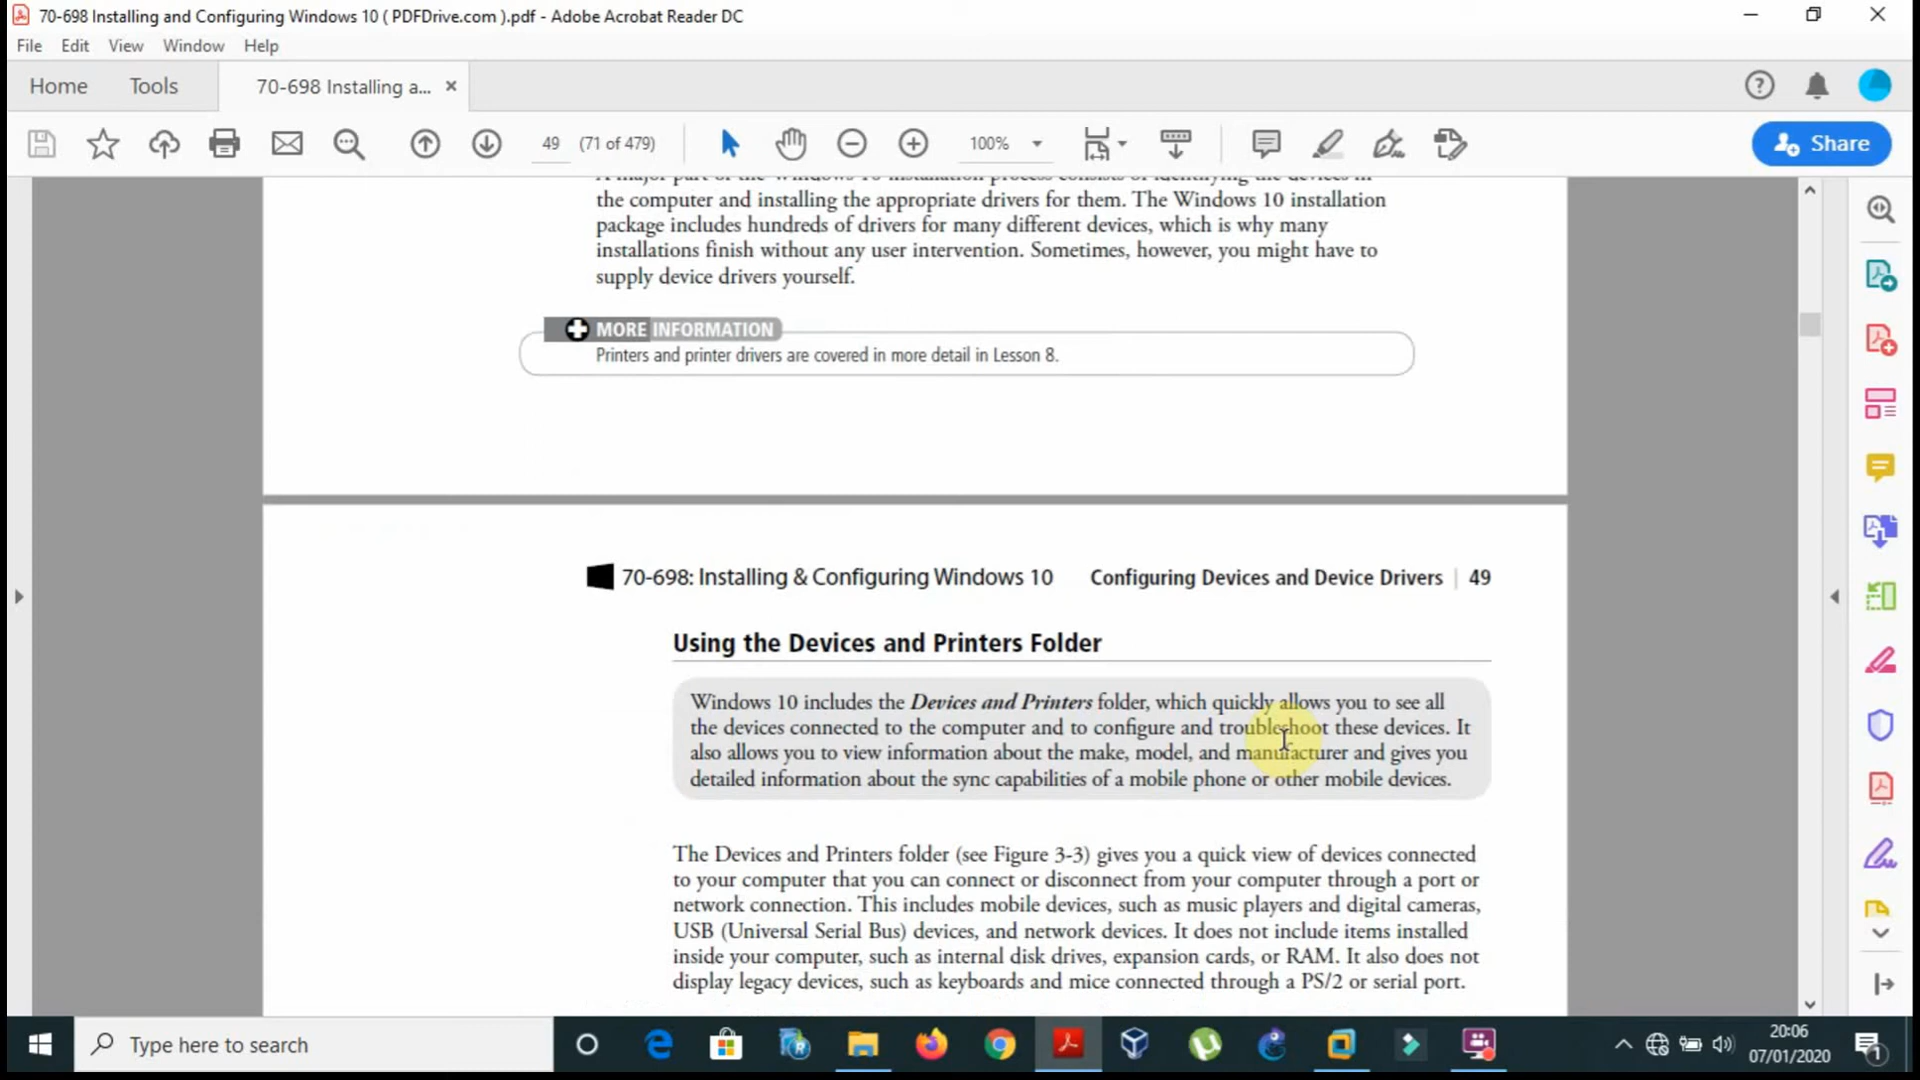 70-698 Installing and Configuring Windows 10 ( PDFDrive.com ).pdf - Adobe Acrobat Reader DC
File Edit View Window Help
Home Tools 70-698 Installing a... ×
49 (71 of 479) 100% Share
A major part of the Windows 10 installation process consists of identifying the devices in
the computer and installing the appropriate drivers for them. The Windows 10 installation
package includes hundreds of drivers for many different devices, which is why many
installations finish without any user intervention. Sometimes, however, you might have to
supply device drivers yourself.
MORE INFORMATION
Printers and printer drivers are covered in more detail in Lesson 8.
70-698: Installing & Configuring Windows 10 Configuring Devices and Device Drivers | 49
Using the Devices and Printers Folder
Windows 10 includes the Devices and Printers folder, which quickly allows you to see all
the devices connected to the computer and to configure and troubleshoot these devices. It
also allows you to view information about the make, model, and manufacturer and gives you
detailed information about the sync capabilities of a mobile phone or other mobile devices.
The Devices and Printers folder (see Figure 3-3) gives you a quick view of devices connected
to your computer that you can connect or disconnect from your computer through a port or
network connection. This includes mobile devices, such as music players and digital cameras,
USB (Universal Serial Bus) devices, and network devices. It does not include items installed
inside your computer, such as internal disk drives, expansion cards, or RAM. It also does not
display legacy devices, such as keyboards and mice connected through a PS/2 or serial port.
Type here to search
20:06
07/01/2020
1